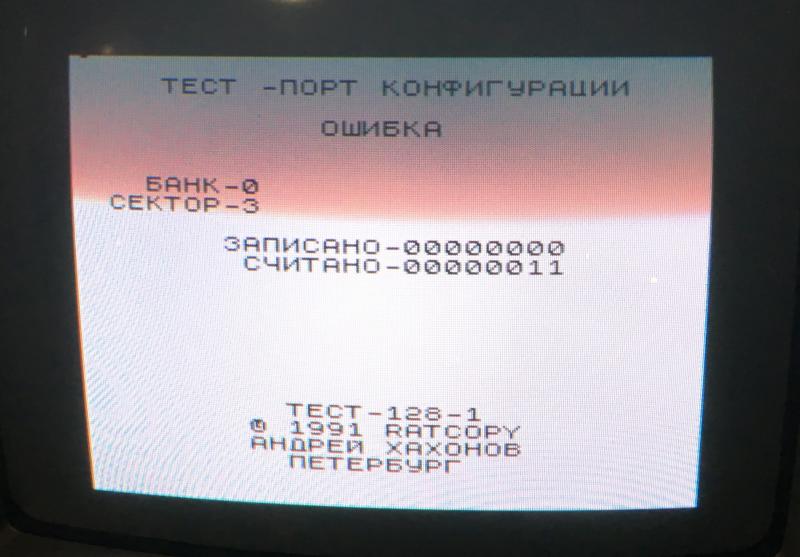 ТЕСТ -ПОРТ КОНФИГУРАЦИИ
ОШИБКА
БАНК-0
СЕКТОР-3
ЗАПИСАНО-00000000
СЧИТАНО-00000011
ТЕСТ-128-1
© 1991 RATCOPY
АНДРЕЙ ХАХОНОВ
ПЕТЕРБУРГ